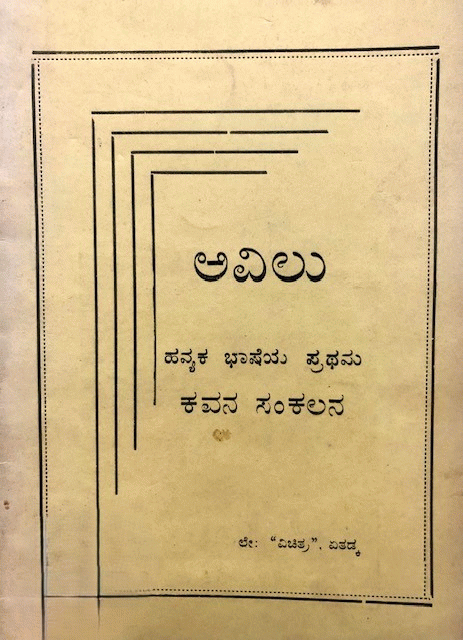 ಅವಿಲು
ಹವ್ಯಕ ಭಾಷೆಯ ಪ್ರಥಮ
ಕವನ ಸಂಕಲನ
ಲೇ: “ವಿಚಿತ್ರ”, ಏತಡ್ಕ